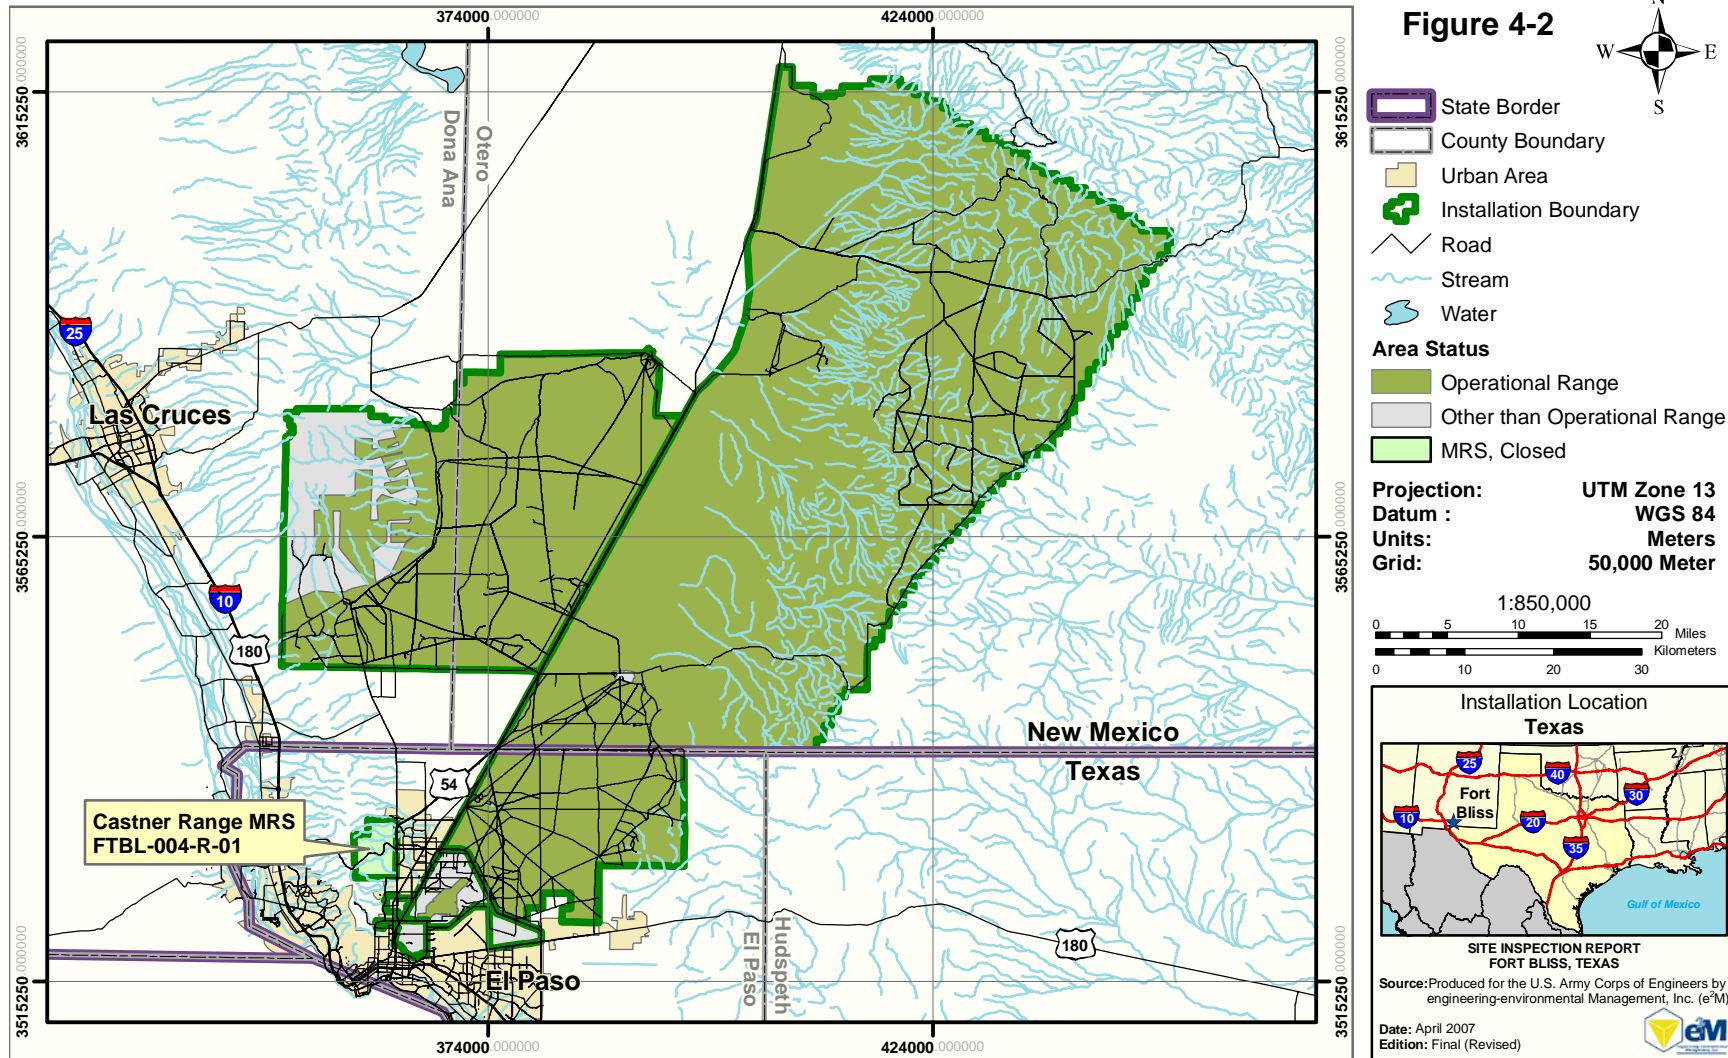 374000.000000
424000.000000
3615250.000000
3615250.000000
3565250.000000
3565250.000000
3515250.000000
3515250.000000
374000.000000
424000.000000
Otero
Dona Ana
25
Las Cruces
10
180
New Mexico
Texas
54
Castner Range MRS
FTBL-004-R-01
El Paso
Hudspeth
El Paso
180
Figure 4-2
N
W
E
S
State Border
County Boundary
Urban Area
Installation Boundary
Road
Stream
Water
Area Status
Operational Range
Other than Operational Range
MRS, Closed
Projection: UTM Zone 13
Datum : WGS 84
Units: Meters
Grid: 50,000 Meter
1:850,000
0 5 10 15 20 Miles
Kilometers
0 10 20 30
Installation Location
Texas
25
40
30
Fort
Bliss
10
20
35
Gulf of Mexico
SITE INSPECTION REPORT
FORT BLISS, TEXAS
Source: Produced for the U.S. Army Corps of Engineers by
engineering-environmental Management, Inc. (e²M)
Date: April 2007
Edition: Final (Revised)
e²M